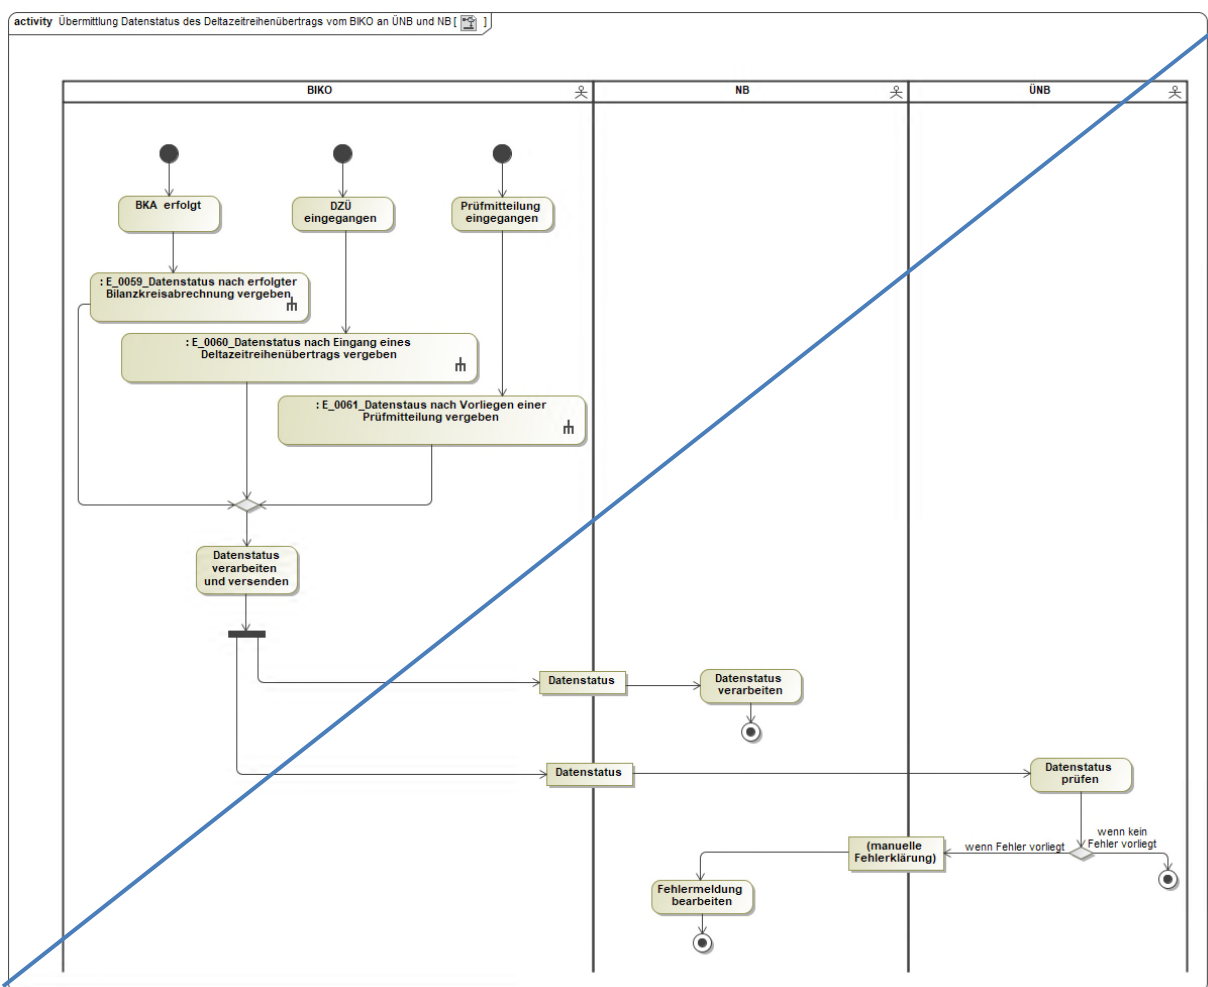 activity Übermittlung Datenstatus des Deltazeitreihenübertrags vom BIKO an ÜNB und NB [ ]
BIKO
NB
ÜNB
BKA erfolgt
DZÜ
eingegangen
Prüfmitteilung
eingegangen
: E_0059_Datenstatus nach erfolgter
Bilanzkreisabrechnung vergeben
: E_0060_Datenstatus nach Eingang eines
Deltazeitreihenübertrags vergeben
: E_0061_Datenstaus nach Vorliegen einer
Prüfmitteilung vergeben
Datenstatus
verarbeiten
und versenden
Datenstatus
Datenstatus
verarbeiten
Datenstatus
Datenstatus
prüfen
wenn kein
Fehler vorliegt
wenn Fehler vorliegt
(manuelle
Fehlerklärung)
Fehlermeldung
bearbeiten